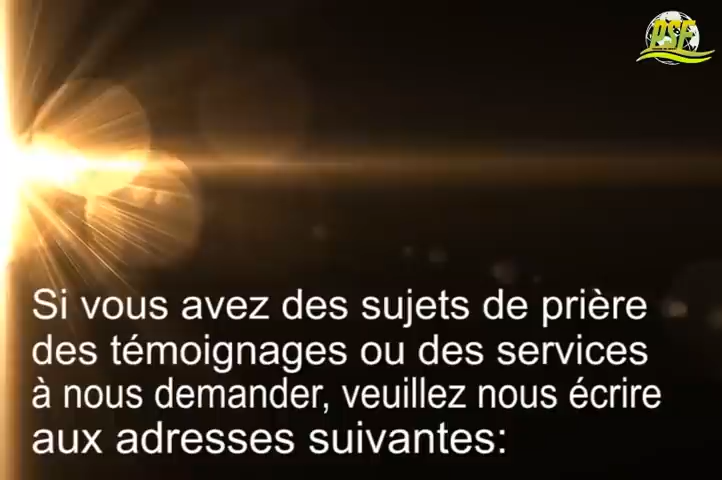 PSF
Si vous avez des sujets de prière
des témoignages ou des services
à nous demander, veuillez nous écrire
aux adresses suivantes: